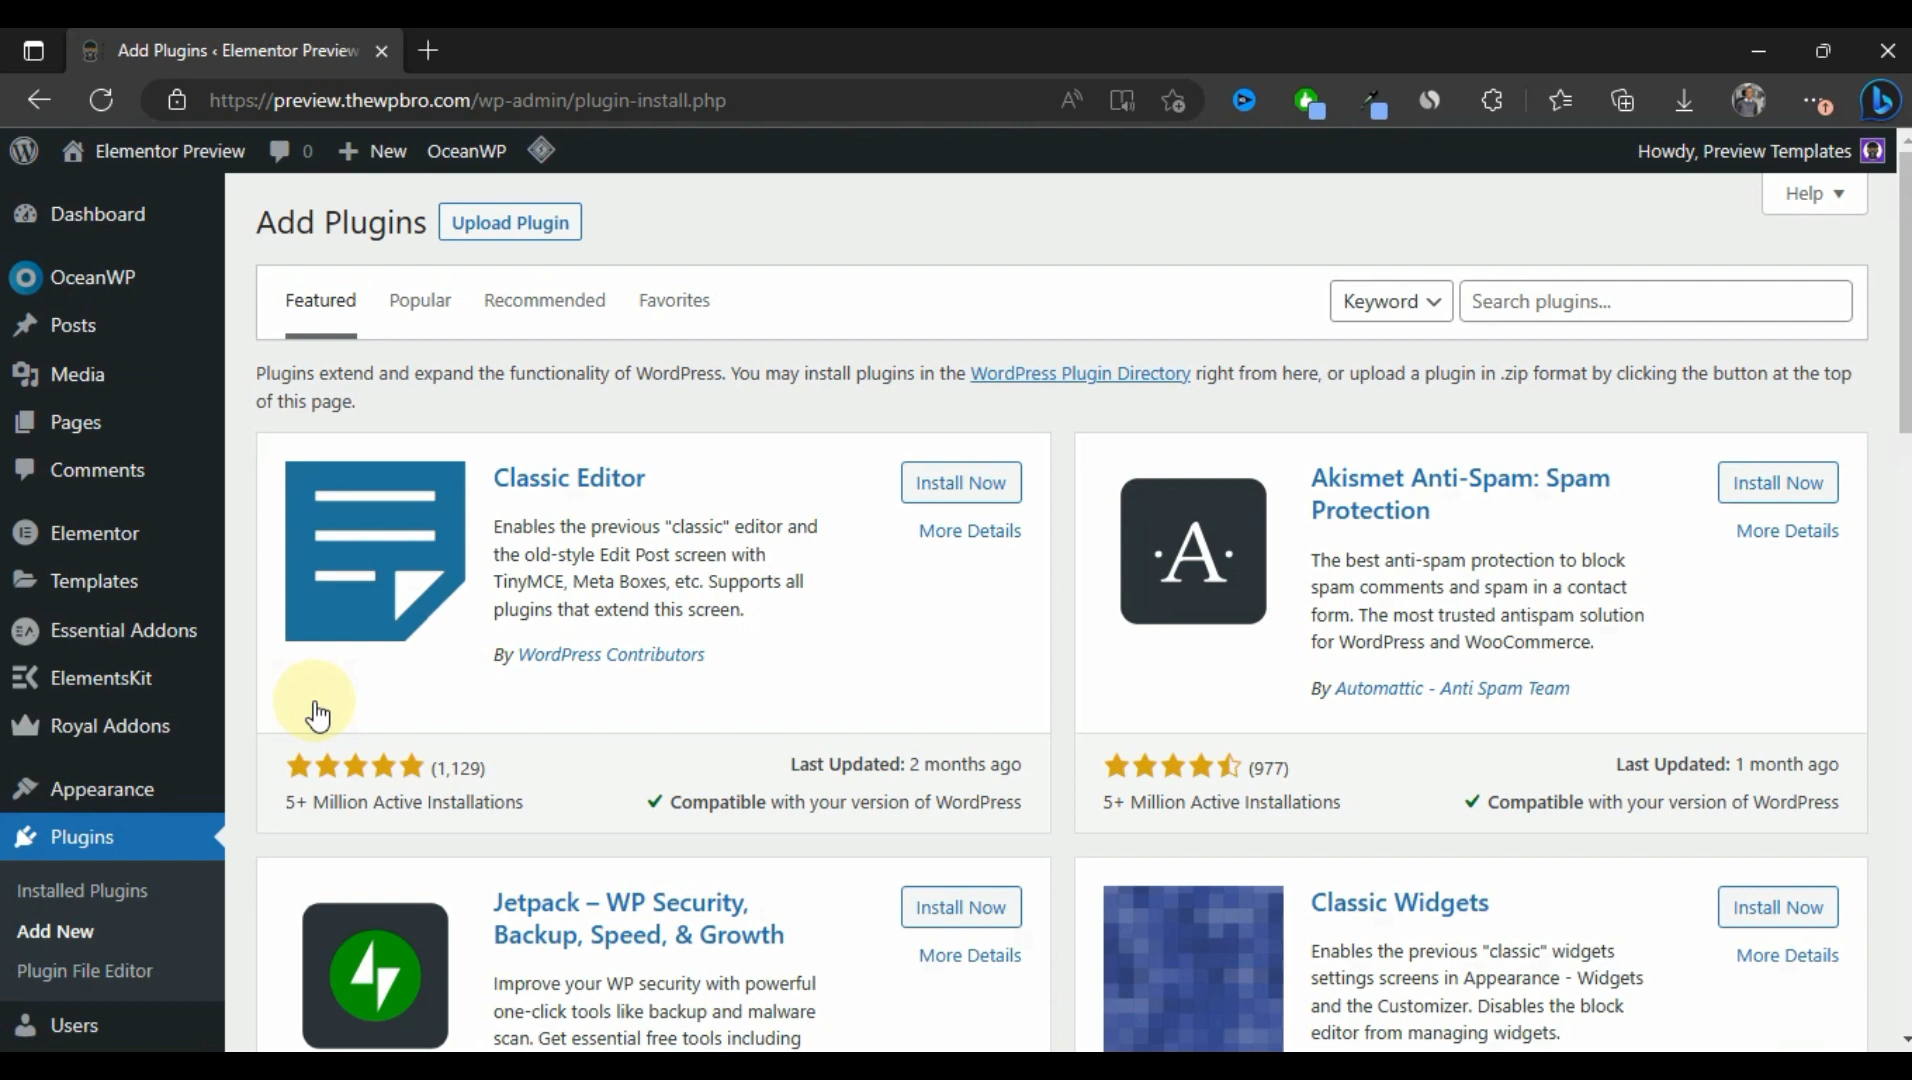 Add Plugins ‹ Elementor Preview
https://preview.thewpbro.com/wp-admin/plugin-install.php
Elementor Preview 0 New OceanWP Howdy, Preview Templates
Help
Dashboard
OceanWP
Posts
Media
Pages
Comments
Elementor
Templates
Essential Addons
ElementsKit
Royal Addons
Appearance
Plugins
Installed Plugins
Add New
Plugin File Editor
Users
Add Plugins Upload Plugin
Featured Popular Recommended Favorites Keyword Search plugins...
Plugins extend and expand the functionality of WordPress. You may install plugins in the WordPress Plugin Directory right from here, or upload a plugin in .zip format by clicking the button at the top
of this page.
Classic Editor
Install Now
More Details
Enables the previous "classic" editor and
the old-style Edit Post screen with
TinyMCE, Meta Boxes, etc. Supports all
plugins that extend this screen.
By WordPress Contributors
(1,129)
Last Updated: 2 months ago
5+ Million Active Installations
Compatible with your version of WordPress
·A·
Akismet Anti-Spam: Spam
Protection
Install Now
More Details
The best anti-spam protection to block
spam comments and spam in a contact
form. The most trusted antispam solution
for WordPress and WooCommerce.
By Automattic - Anti Spam Team
(977)
Last Updated: 1 month ago
5+ Million Active Installations
Compatible with your version of WordPress
Jetpack – WP Security,
Backup, Speed, & Growth
Install Now
More Details
Improve your WP security with powerful
one-click tools like backup and malware
scan. Get essential free tools including
Classic Widgets
Install Now
More Details
Enables the previous "classic" widgets
settings screens in Appearance - Widgets
and the Customizer. Disables the block
editor from managing widgets.